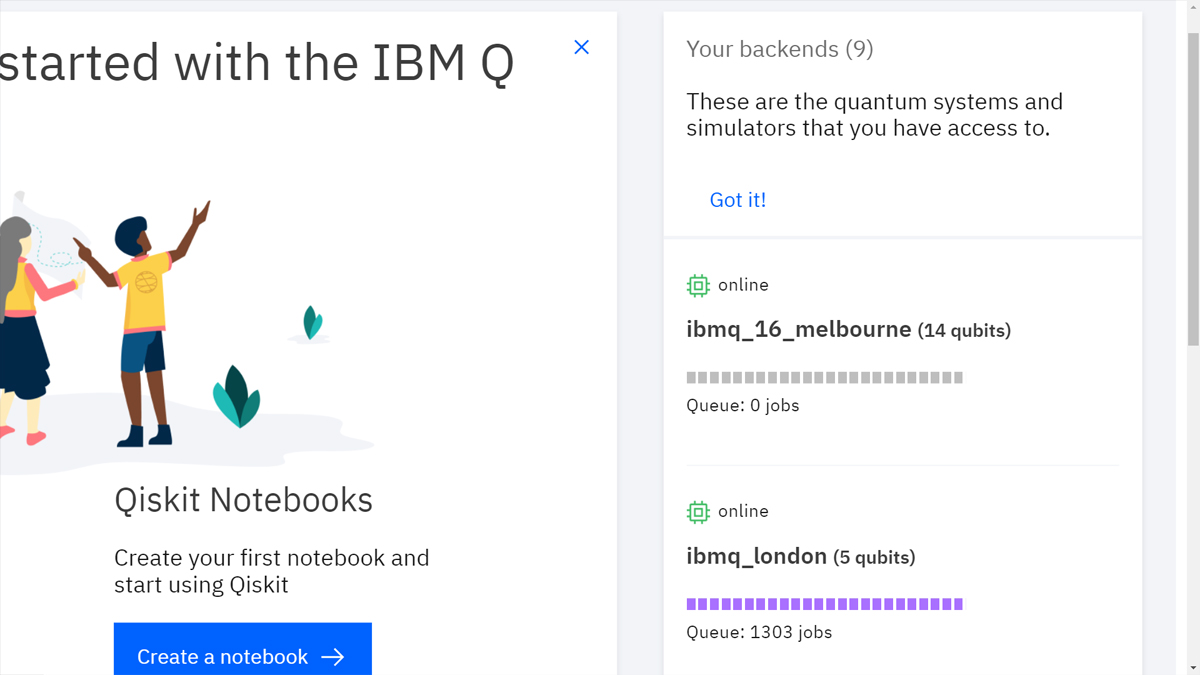 started with the IBM Q
Qiskit Notebooks
Create your first notebook and
start using Qiskit
Create a notebook
Your backends (9)
These are the quantum systems and
simulators that you have access to.
Got it!
online
ibmq_16_melbourne (14 qubits)
Queue: 0 jobs
online
ibmq_london (5 qubits)
Queue: 1303 jobs